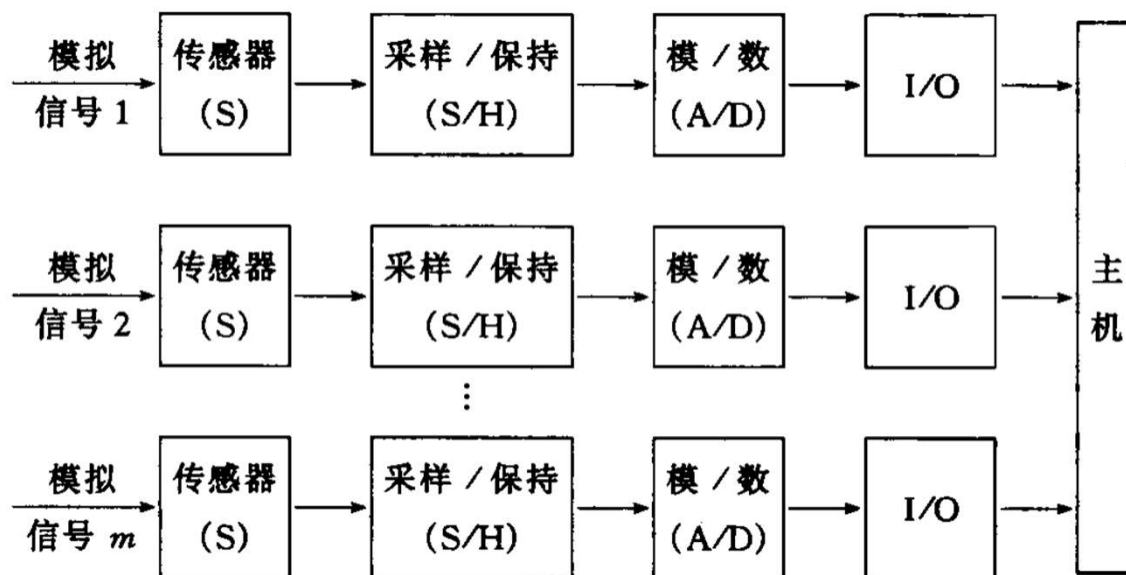 模拟
信号 1
传感器
(S)
采样 / 保持
(S/H)
模 / 数
(A/D)
I/O
模拟
信号 2
传感器
(S)
采样 / 保持
(S/H)
模 / 数
(A/D)
I/O
主
机
⋮
模拟
信号 m
传感器
(S)
采样 / 保持
(S/H)
模 / 数
(A/D)
I/O